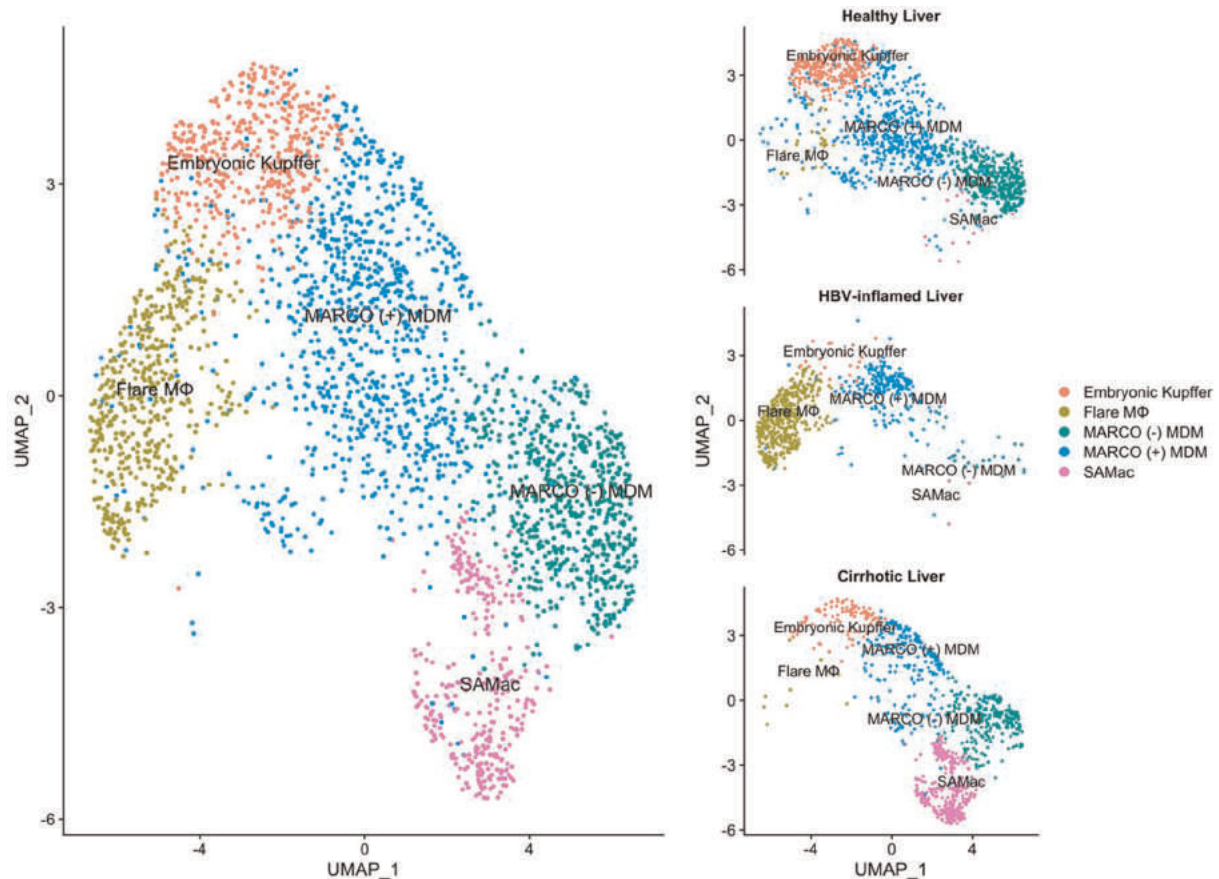 Embryonic Kupffer
MARCO (+) MDM
Flare MΦ
MARCO (-) MDM
SAMac
3
0
-3
-6
-4
0
4
UMAP_2
UMAP_1
Healthy Liver
Embryonic Kupffer
MARCO (+) MDM
Flare MΦ
MARCO (-) MDM
SAMac
3
0
-3
-6
HBV-inflamed Liver
Embryonic Kupffer
MARCO (+) MDM
Flare MΦ
MARCO (-) MDM
SAMac
3
0
-3
-6
UMAP_2
Cirrhotic Liver
Embryonic Kupffer
MARCO (+) MDM
Flare MΦ
MARCO (-) MDM
SAMac
3
0
-3
-6
-4
0
4
UMAP_1
Embryonic Kupffer
Flare MΦ
MARCO (-) MDM
MARCO (+) MDM
SAMac